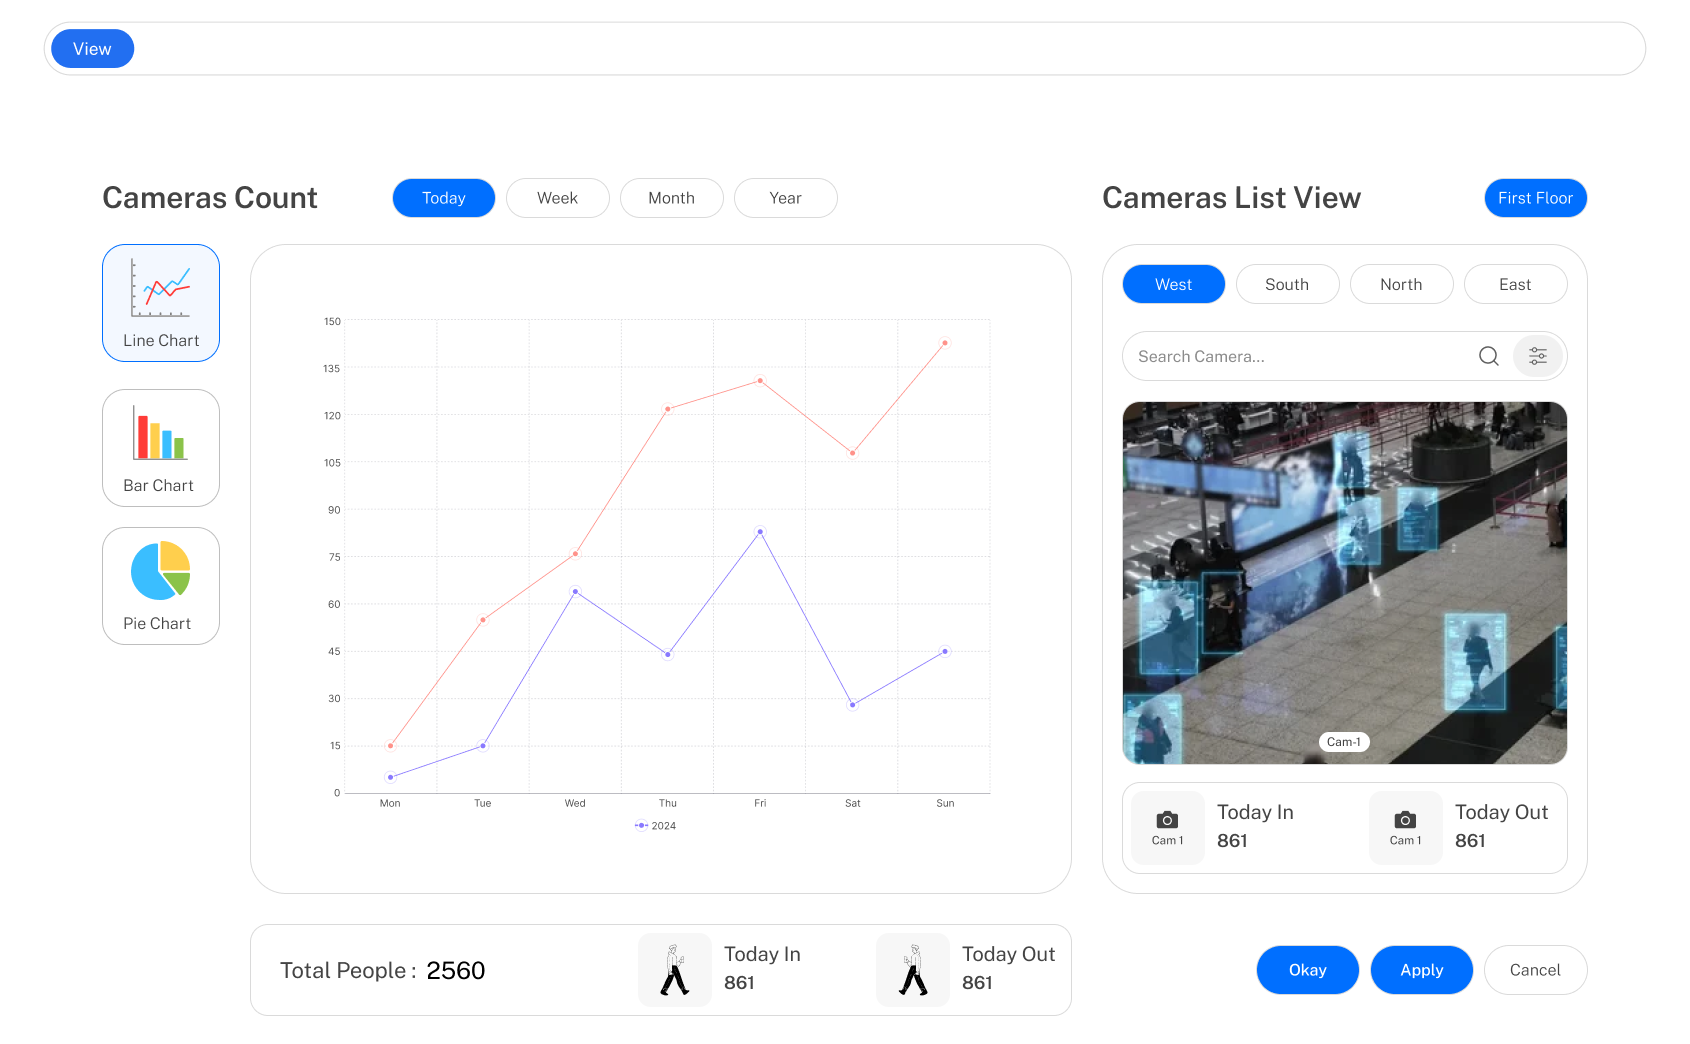 View
Cameras Count
Today
Week
Month
Year
Cameras List View
First Floor
Line Chart
Bar Chart
Pie Chart
150
135
120
105
90
75
60
45
30
15
0
Mon
Tue
Wed
Thu
Fri
Sat
Sun
2024
West
South
North
East
Search Camera...
Cam-1
Cam 1
Today In
861
Cam 1
Today Out
861
Total People : 2560
Today In
861
Today Out
861
Okay
Apply
Cancel